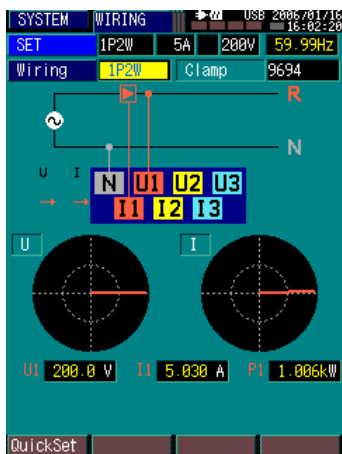 SYSTEM WIRING USB 2006/01/16
16:02:20
SET 1P2W 5A 200V 59.99Hz
Wiring 1P2W Clamp 9694
R
N
U I
N U1 U2 U3
I1 I2 I3
U I
U1 200.0 V I1 5.030 A P1 1.006kW
QuickSet